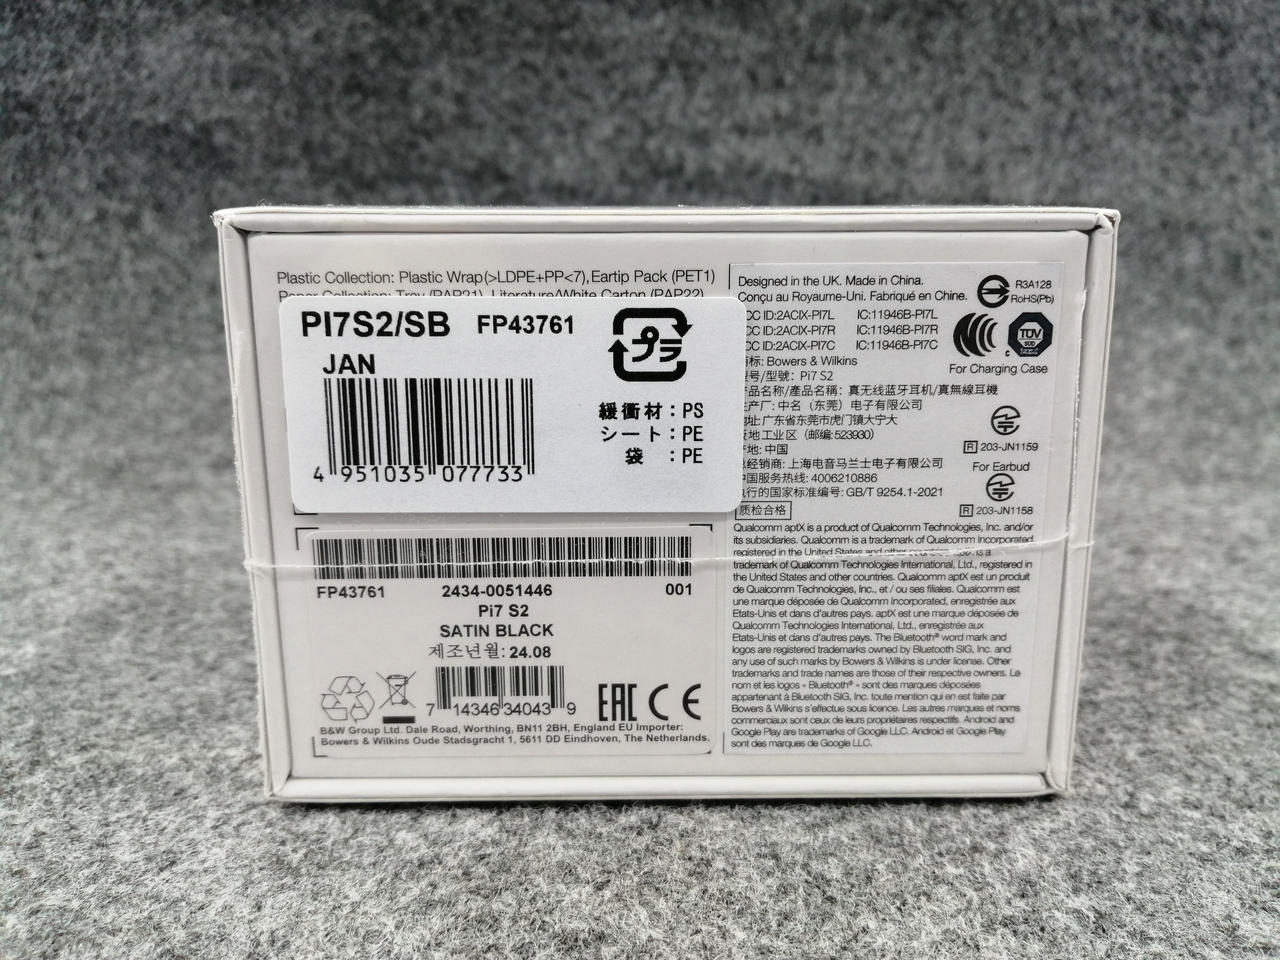 Plastic Collection: Plastic Wrap(>LDPE+PP<7),Eartip Pack (PET1)
Paper Collection: Tray (PAP21), Literature/White Carton (PAP22)
PI7S2/SB FP43761
JAN
4 951035 077733
プラ
緩衝材：PS
シート：PE
袋 ：PE
FP43761 2434-0051446 001
Pi7 S2
SATIN BLACK
제조년월: 24.08
7 14346 34043 9
EAC CE
B&W Group Ltd. Dale Road, Worthing, BN11 2BH, England EU Importer:
Bowers & Wilkins Oude Stadsgracht 1, 5611 DD Eindhoven, The Netherlands.
Designed in the UK. Made in China.
Conçu au Royaume-Uni. Fabriqué en Chine.
R3A128
RoHS(Pb)
CC ID:2ACIX-PI7L IC:11946B-PI7L
CC ID:2ACIX-PI7R IC:11946B-PI7R
CC ID:2ACIX-PI7C IC:11946B-PI7C
TÜV
SÜD
For Charging Case
标: Bowers & Wilkins
号/型號: Pi7 S2
品名称/產品名稱: 真无线蓝牙耳机/真無線耳機
厂: 中名（东莞）电子有限公司
址:广东省东莞市虎门镇大宁大
地工业区（邮编:523930）
地: 中国
R 203-JN1159
总经销商: 上海电音马兰士电子有限公司
中国服务热线: 4006210886
执行的国家标准编号: GB/T 9254.1-2021
质检合格
For Earbud
R 203-JN1158
Qualcomm aptX is a product of Qualcomm Technologies, Inc. and/or
its subsidiaries. Qualcomm is a trademark of Qualcomm Incorporated,
registered in the United States and other countries. aptX is a
trademark of Qualcomm Technologies International, Ltd., registered in
the United States and other countries. Qualcomm aptX est un produit
de Qualcomm Technologies, Inc., et / ou ses filiales. Qualcomm est
une marque déposée de Qualcomm Incorporated, enregistrée aux
Etats-Unis et dans d'autres pays. aptX est une marque déposée de
Qualcomm Technologies International, Ltd., enregistrée aux
Etats-Unis et dans d'autres pays. The Bluetooth® word mark and
logos are registered trademarks owned by Bluetooth SIG, Inc. and
any use of such marks by Bowers & Wilkins is under license. Other
trademarks and trade names are those of their respective owners. Le
nom et les logos « Bluetooth® » sont des marques déposées
appartenant à Bluetooth SIG, Inc. toute mention qui en est faite par
Bowers & Wilkins s'effectue sous licence. Les autres marques et noms
commerciaux sont ceux de leurs propriétaires respectifs. Android and
Google Play are trademarks of Google LLC. Android et Google Play
sont des marques de Google LLC.